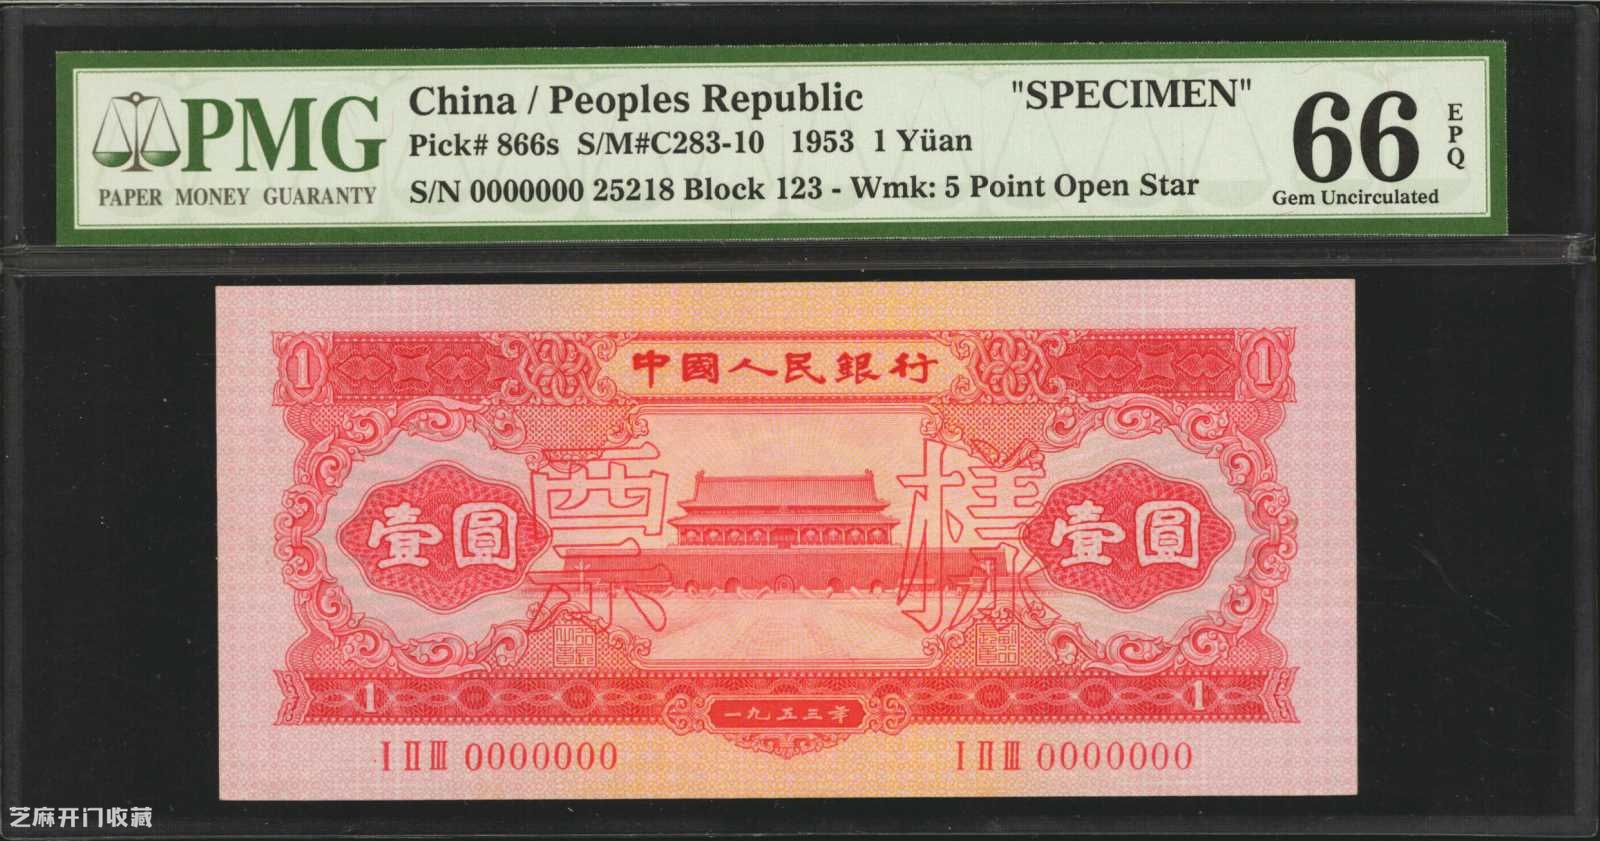 PMG
PAPER MONEY GUARANTY
China / Peoples Republic "SPECIMEN"
Pick# 866s S/M#C283-10 1953 1 Yüan
S/N 0000000 25218 Block 123 - Wmk: 5 Point Open Star
66
EPQ
Gem Uncirculated
1 中國人民銀行 1
票樣
壹圓 壹圓
1 1
一九五三年
I II III 0000000 I II III 0000000
芝麻开门收藏